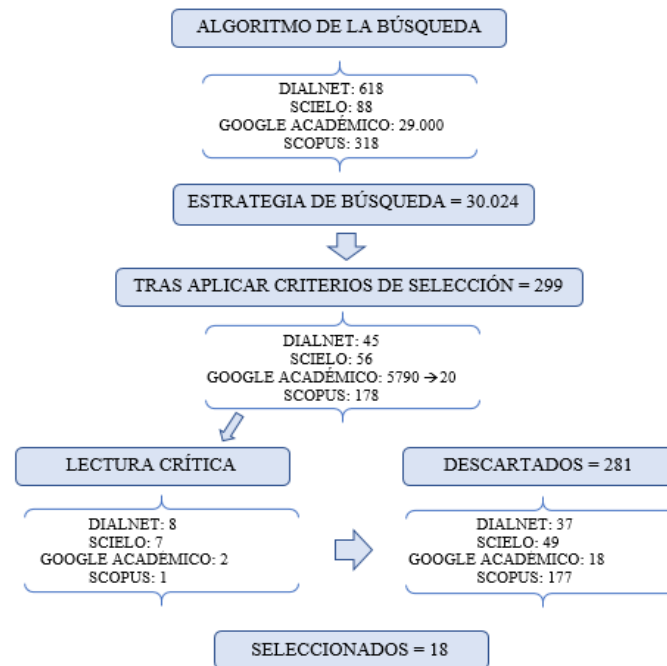 ALGORITMO DE LA BÚSQUEDA
DIALNET: 618
SCIELO: 88
GOOGLE ACADÉMICO: 29.000
SCOPUS: 318
ESTRATEGIA DE BÚSQUEDA = 30.024
TRAS APLICAR CRITERIOS DE SELECCIÓN = 299
DIALNET: 45
SCIELO: 56
GOOGLE ACADÉMICO: 5790 →20
SCOPUS: 178
LECTURA CRÍTICA
DIALNET: 8
SCIELO: 7
GOOGLE ACADÉMICO: 2
SCOPUS: 1
DESCARTADOS = 281
DIALNET: 37
SCIELO: 49
GOOGLE ACADÉMICO: 18
SCOPUS: 177
SELECCIONADOS = 18